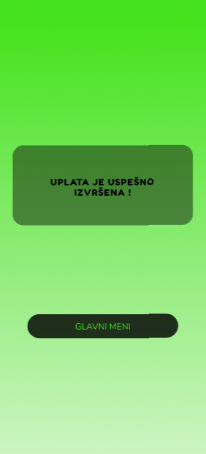 UPLATA JE USPEŠNO
IZVRŠENA !
GLAVNI MENI